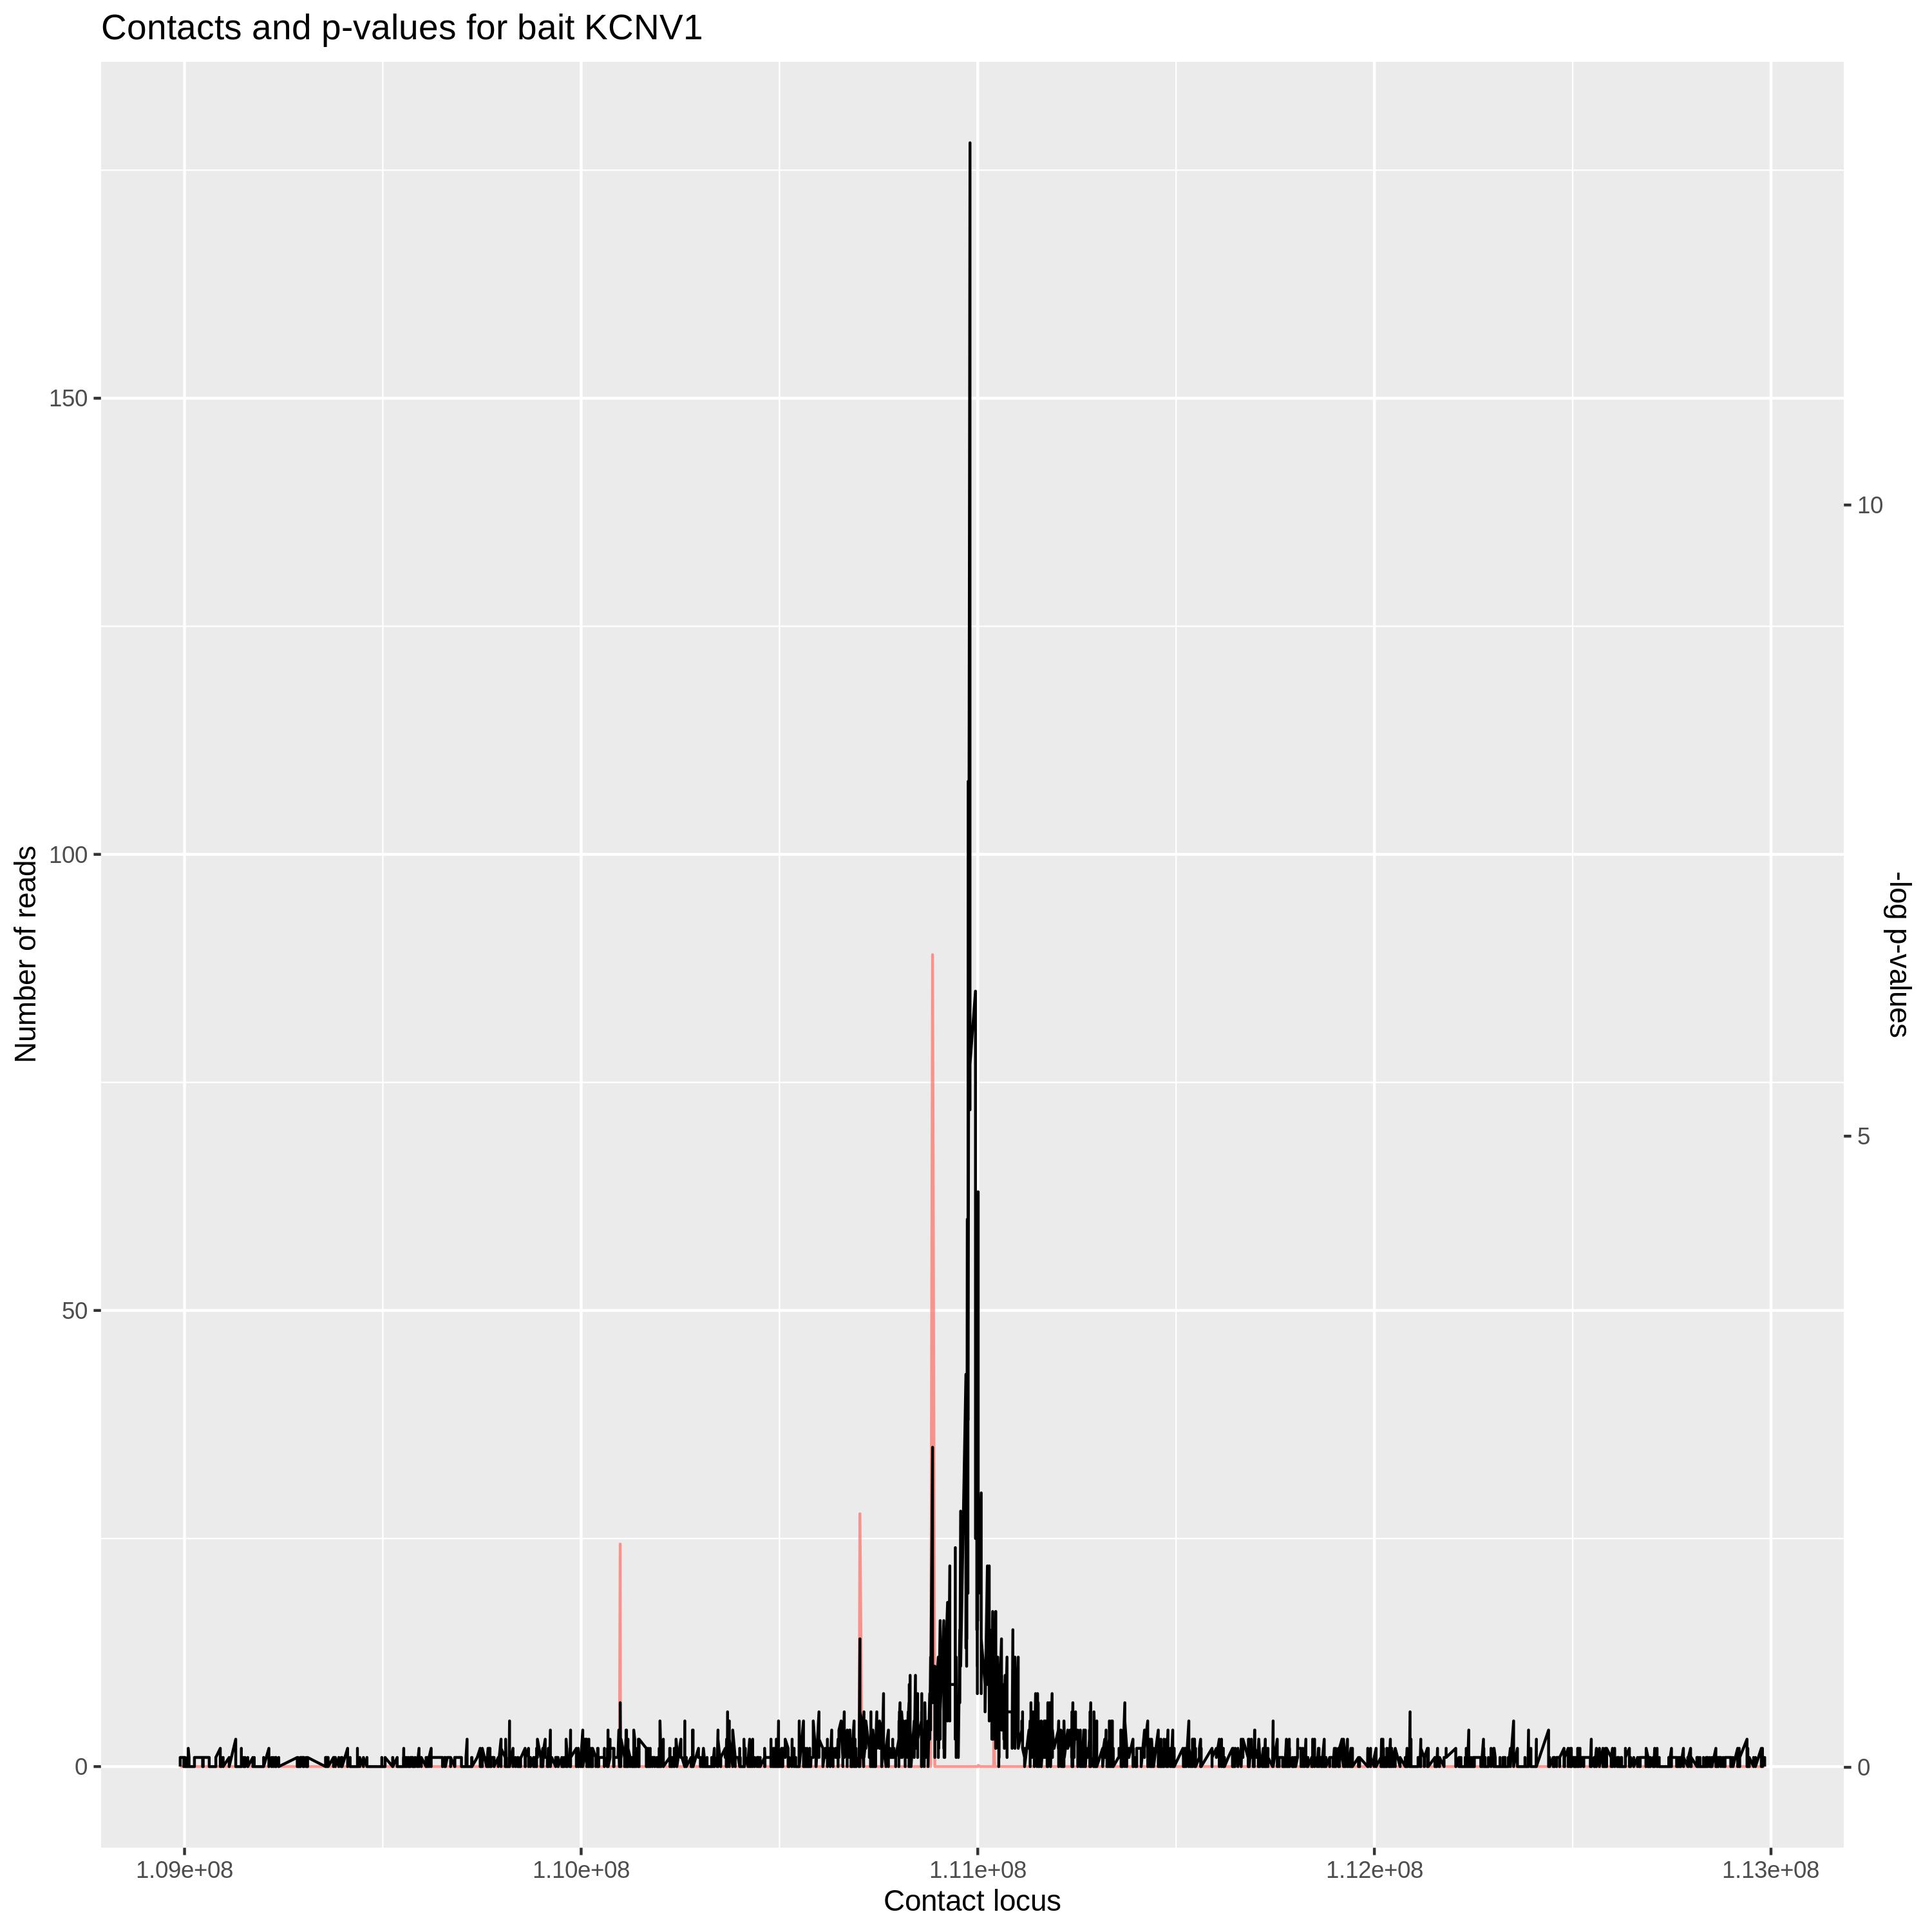 Contacts and p-values for bait KCNV1
Number of reads
150
100
50
0
10
5
0
-log p-values
1.09e+08
1.10e+08
1.11e+08
1.12e+08
1.13e+08
Contact locus